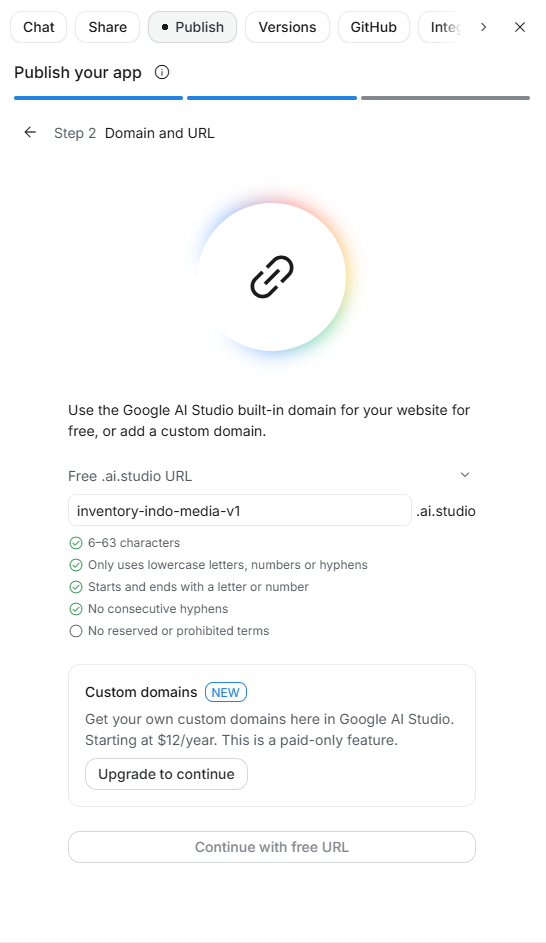 Chat Share Publish Versions GitHub
Publish your app
Step 2 Domain and URL
Use the Google AI Studio built-in domain for your website for
free, or add a custom domain.
Free .ai.studio URL
inventory-indo-media-v1 .ai.studio
6–63 characters
Only uses lowercase letters, numbers or hyphens
Starts and ends with a letter or number
No consecutive hyphens
No reserved or prohibited terms
Custom domains NEW
Get your own custom domains here in Google AI Studio.
Starting at $12/year. This is a paid-only feature.
Upgrade to continue
Continue with free URL